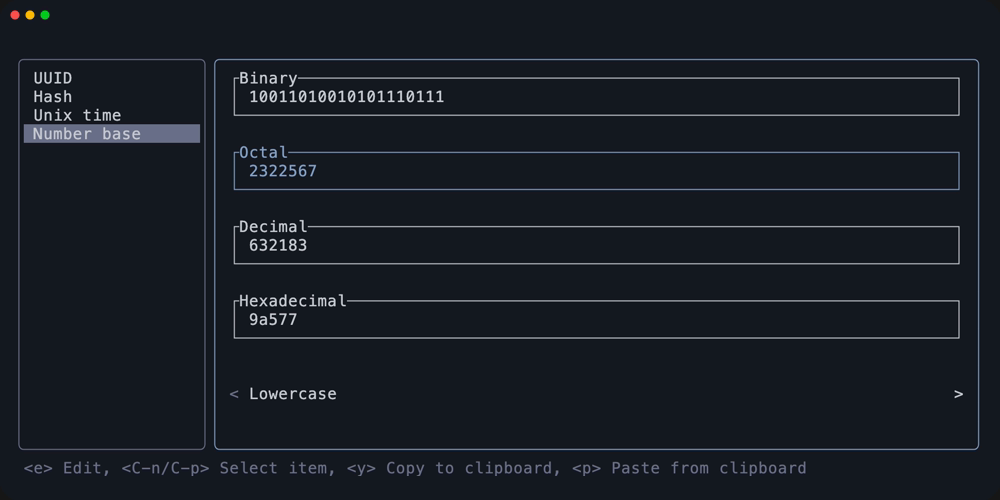 UUID
Hash
Unix time
Number base
Binary
10011010010101110111
Octal
2322567
Decimal
632183
Hexadecimal
9a577
< Lowercase >
<e> Edit, <C-n/C-p> Select item, <y> Copy to clipboard, <p> Paste from clipboard